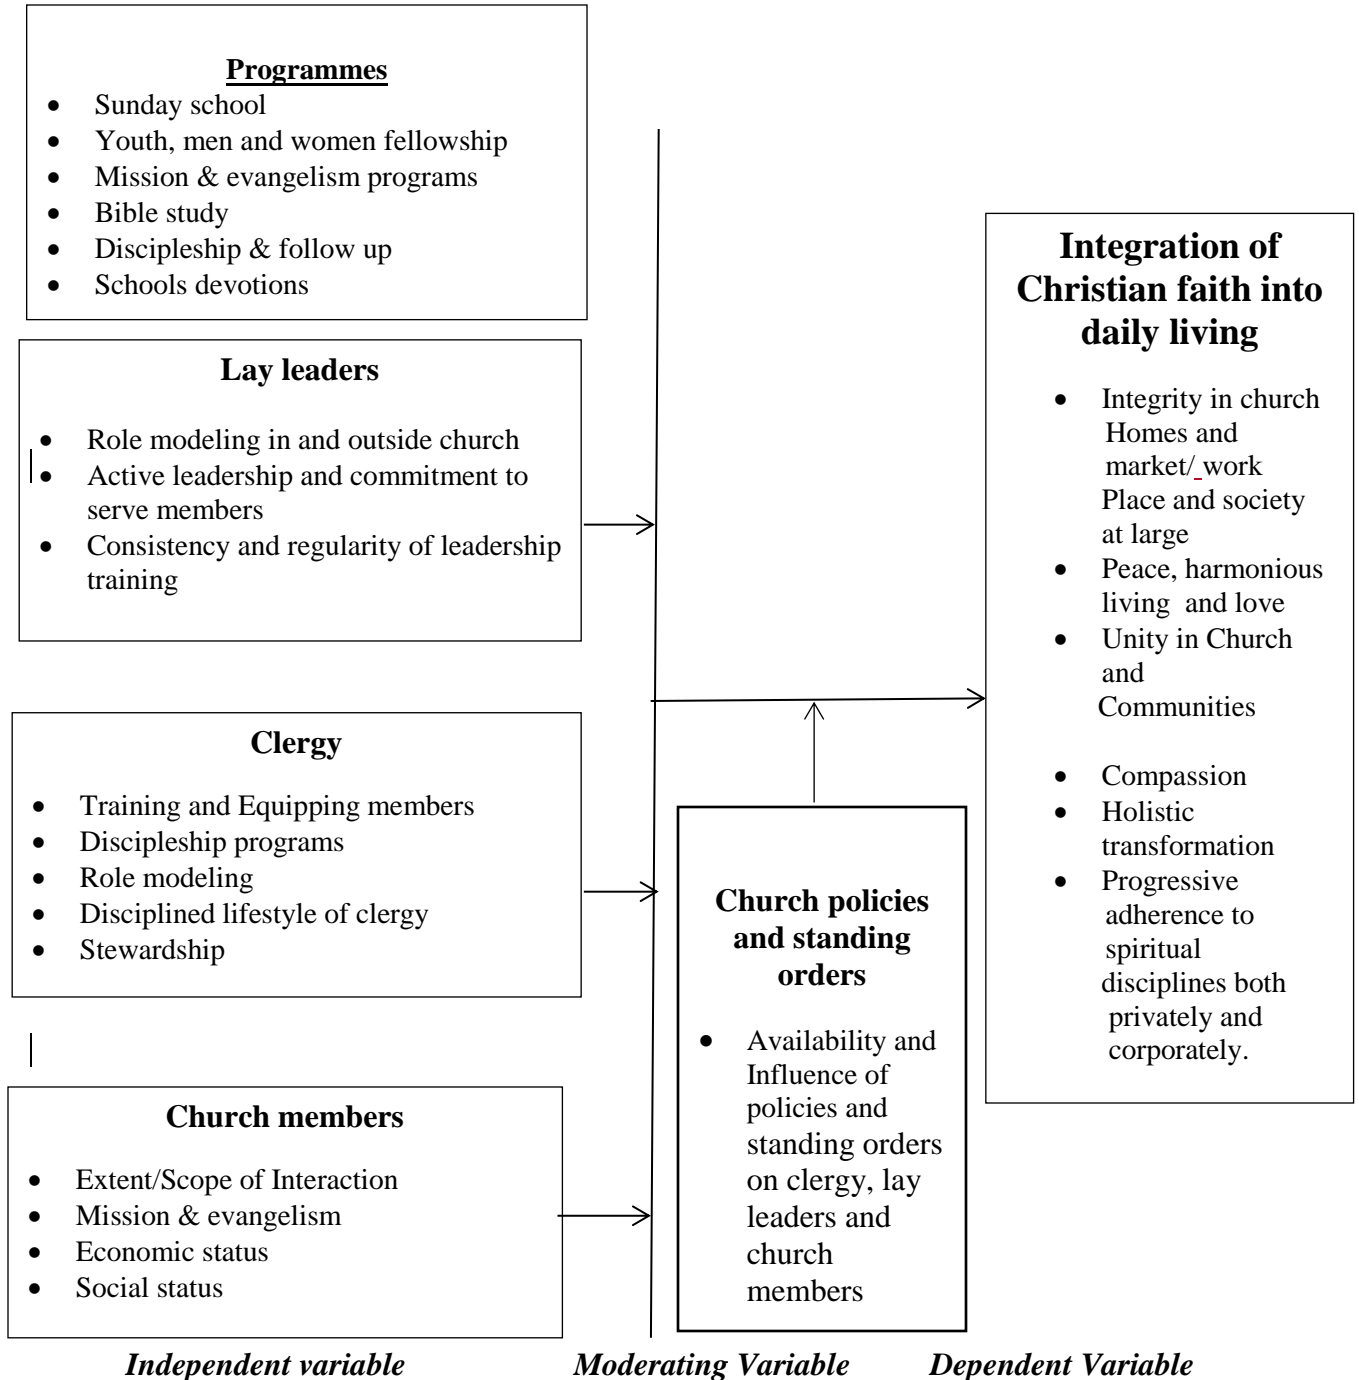 Programmes
• Sunday school
• Youth, men and women fellowship
• Mission & evangelism programs
• Bible study
• Discipleship & follow up
• Schools devotions
Lay leaders
• Role modeling in and outside church
• Active leadership and commitment to
serve members
• Consistency and regularity of leadership
training
Clergy
• Training and Equipping members
• Discipleship programs
• Role modeling
• Disciplined lifestyle of clergy
• Stewardship
Church members
• Extent/Scope of Interaction
• Mission & evangelism
• Economic status
• Social status
Church policies
and standing
orders
• Availability and
Influence of
policies and
standing orders
on clergy, lay
leaders and
church
members
Integration of
Christian faith into
daily living
• Integrity in church
Homes and
market/ work
Place and society
at large
• Peace, harmonious
living and love
• Unity in Church
and
Communities
• Compassion
• Holistic
transformation
• Progressive
adherence to
spiritual
disciplines both
privately and
corporately.
Independent variable Moderating Variable Dependent Variable